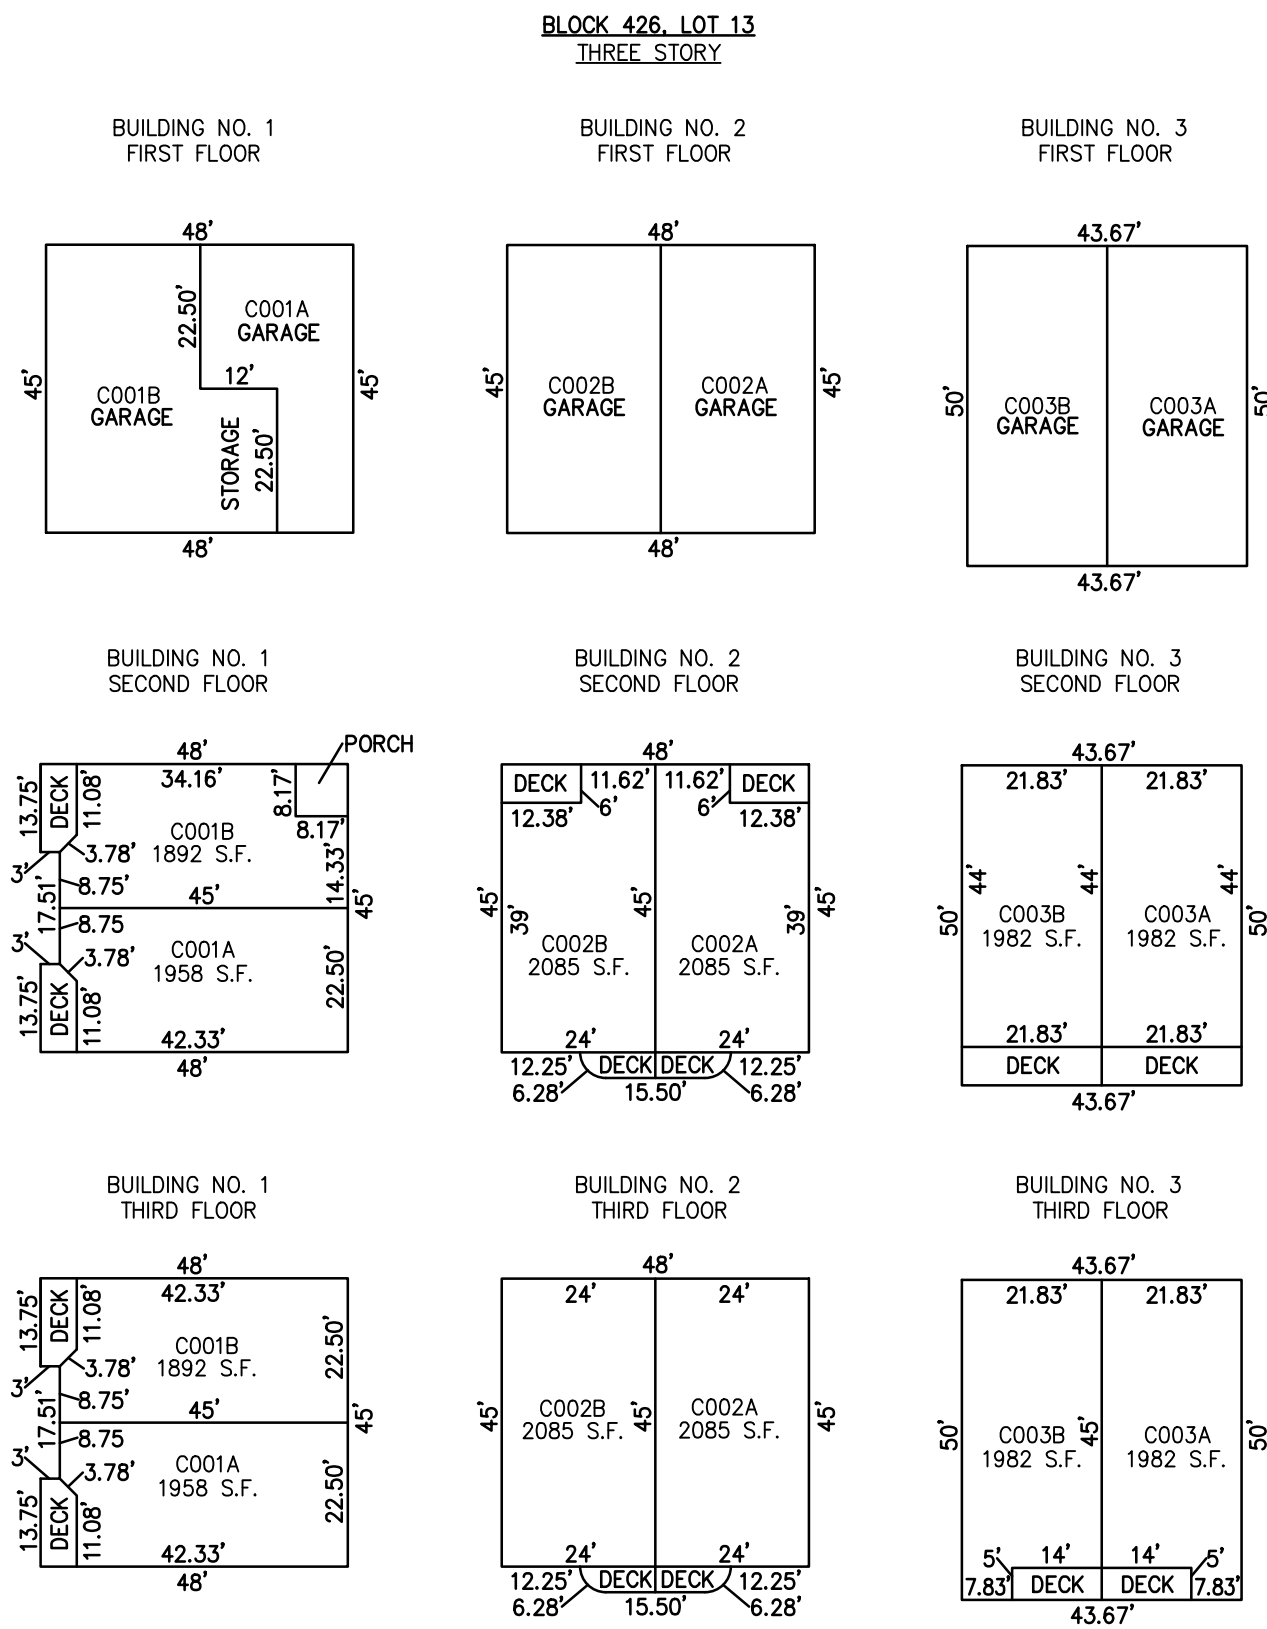 BLOCK 426, LOT 13
THREE STORY
BUILDING NO. 1
FIRST FLOOR
48'
22.50'
C001A
GARAGE
45'
12'
45'
C001B
GARAGE
STORAGE
22.50'
48'
BUILDING NO. 2
FIRST FLOOR
48'
45'
C002B
GARAGE
C002A
GARAGE
45'
48'
BUILDING NO. 3
FIRST FLOOR
43.67'
50'
C003B
GARAGE
C003A
GARAGE
50'
43.67'
BUILDING NO. 1
SECOND FLOOR
48'
PORCH
13.75'
DECK
11.08'
34.16'
8.17'
8.17'
C001B
1892 S.F.
3'
3.78'
14.33'
8.75'
17.51'
45'
45'
8.75
3'
3.78'
C001A
1958 S.F.
22.50'
13.75'
DECK
11.08'
42.33'
48'
BUILDING NO. 2
SECOND FLOOR
48'
DECK
11.62'
11.62'
DECK
6'
6'
12.38'
12.38'
45'
39'
45'
39'
45'
C002B
2085 S.F.
C002A
2085 S.F.
24'
24'
12.25'
DECK
DECK
12.25'
6.28'
15.50'
6.28'
BUILDING NO. 3
SECOND FLOOR
43.67'
21.83'
21.83'
44'
44'
44'
50'
C003B
1982 S.F.
C003A
1982 S.F.
50'
21.83'
21.83'
DECK
DECK
43.67'
BUILDING NO. 1
THIRD FLOOR
48'
13.75'
DECK
11.08'
42.33'
C001B
1892 S.F.
22.50'
3'
3.78'
8.75'
17.51'
45'
45'
8.75
3'
3.78'
C001A
1958 S.F.
22.50'
13.75'
DECK
11.08'
42.33'
48'
BUILDING NO. 2
THIRD FLOOR
48'
24'
24'
45'
C002B
2085 S.F.
45'
C002A
2085 S.F.
45'
24'
24'
12.25'
DECK
DECK
12.25'
6.28'
15.50'
6.28'
BUILDING NO. 3
THIRD FLOOR
43.67'
21.83'
21.83'
50'
C003B
1982 S.F.
45'
C003A
1982 S.F.
50'
5'
14'
14'
5'
7.83'
DECK
DECK
7.83'
43.67'